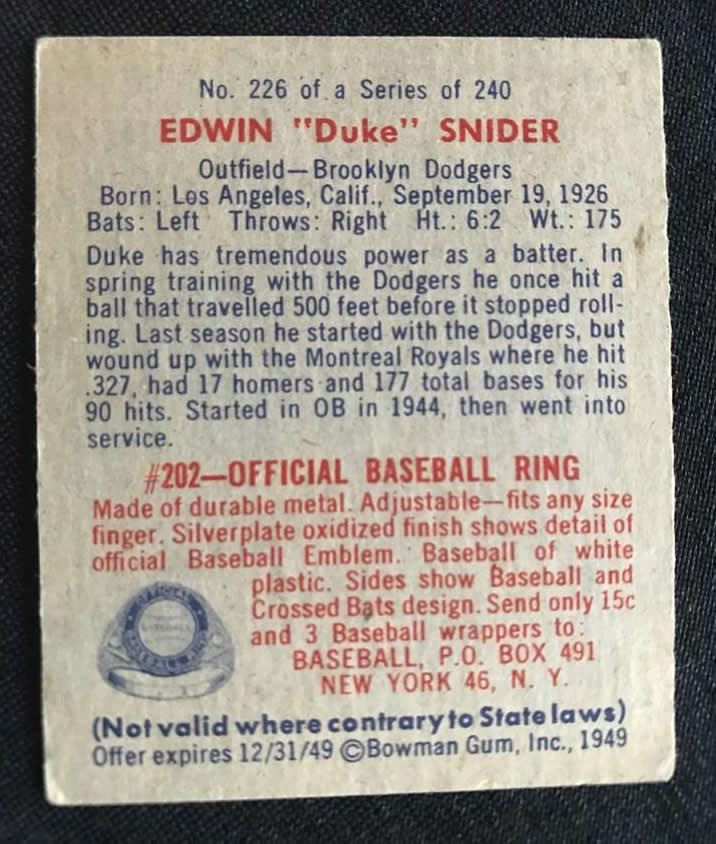 No. 226 of a Series of 240
EDWIN "Duke" SNIDER
Outfield—Brooklyn Dodgers
Born: Los Angeles, Calif., September 19, 1926
Bats: Left Throws: Right Ht.: 6:2 Wt.: 175
Duke has tremendous power as a batter. In
spring training with the Dodgers he once hit a
ball that travelled 500 feet before it stopped roll-
ing. Last season he started with the Dodgers, but
wound up with the Montreal Royals where he hit
.327, had 17 homers and 177 total bases for his
90 hits. Started in OB in 1944, then went into
service.
#202—OFFICIAL BASEBALL RING
Made of durable metal. Adjustable—fits any size
finger. Silverplate oxidized finish shows detail of
official Baseball Emblem. Baseball of white
plastic. Sides show Baseball and
Crossed Bats design. Send only 15c
and 3 Baseball wrappers to:
BASEBALL, P.O. BOX 491
NEW YORK 46, N. Y.
OFFICIAL
BASEBALL RING
(Not valid where contrary to State laws)
Offer expires 12/31/49 ©Bowman Gum, Inc., 1949